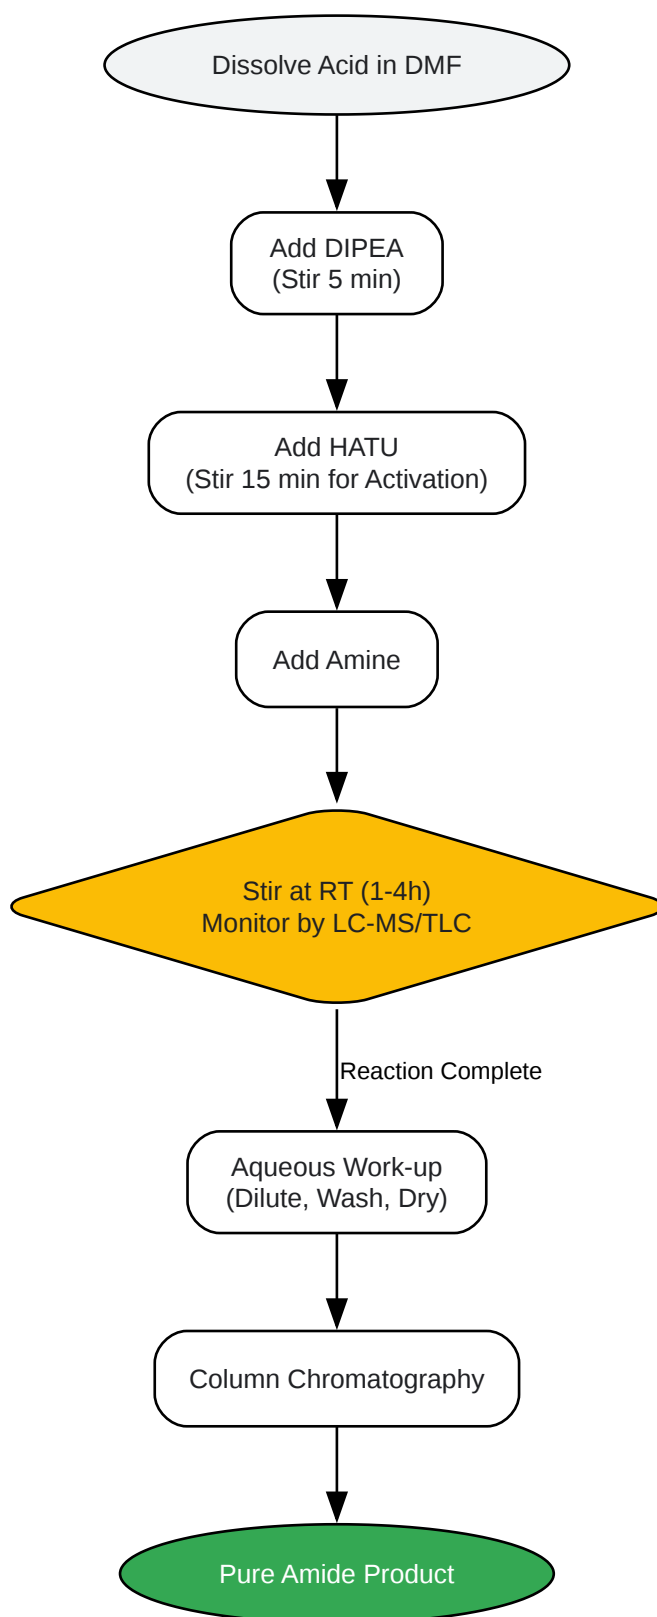 Dissolve Acid in DMF
Add DIPEA
(Stir 5 min)
Add HATU
(Stir 15 min for Activation)
Add Amine
Stir at RT (1-4h)
Monitor by LC-MS/TLC
Reaction Complete
Aqueous Work-up
(Dilute, Wash, Dry)
Column Chromatography
Pure Amide Product